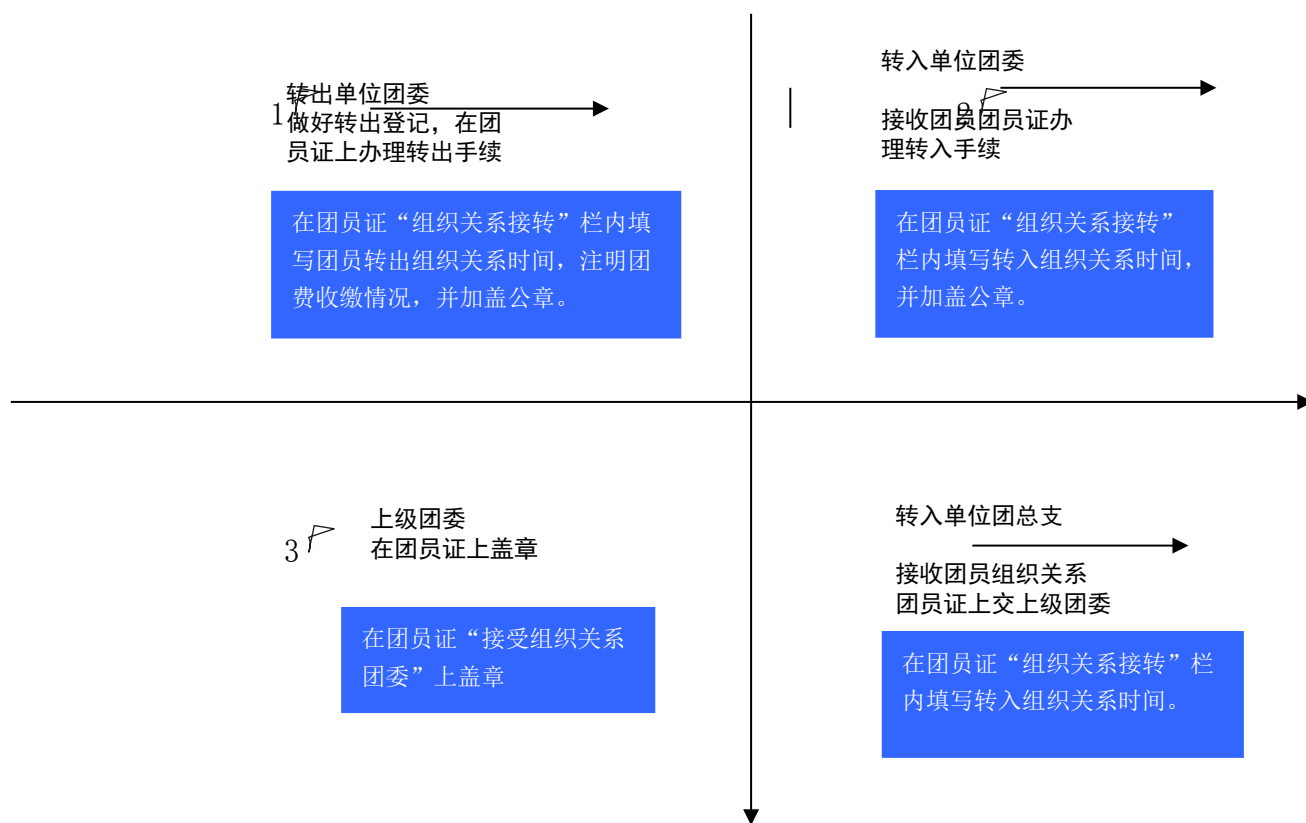 1
转出单位团委
做好转出登记，在团
员证上办理转出手续
在团员证“组织关系接转”栏内填
写团员转出组织关系时间，注明团
费收缴情况，并加盖公章。
2
转入单位团委
接收团员团员证办
理转入手续
在团员证“组织关系接转”
栏内填写转入组织关系时间，
并加盖公章。
3
上级团委
在团员证上盖章
在团员证“接受组织关系
团委”上盖章
转入单位团总支
接收团员组织关系
团员证上交上级团委
在团员证“组织关系接转”栏
内填写转入组织关系时间。